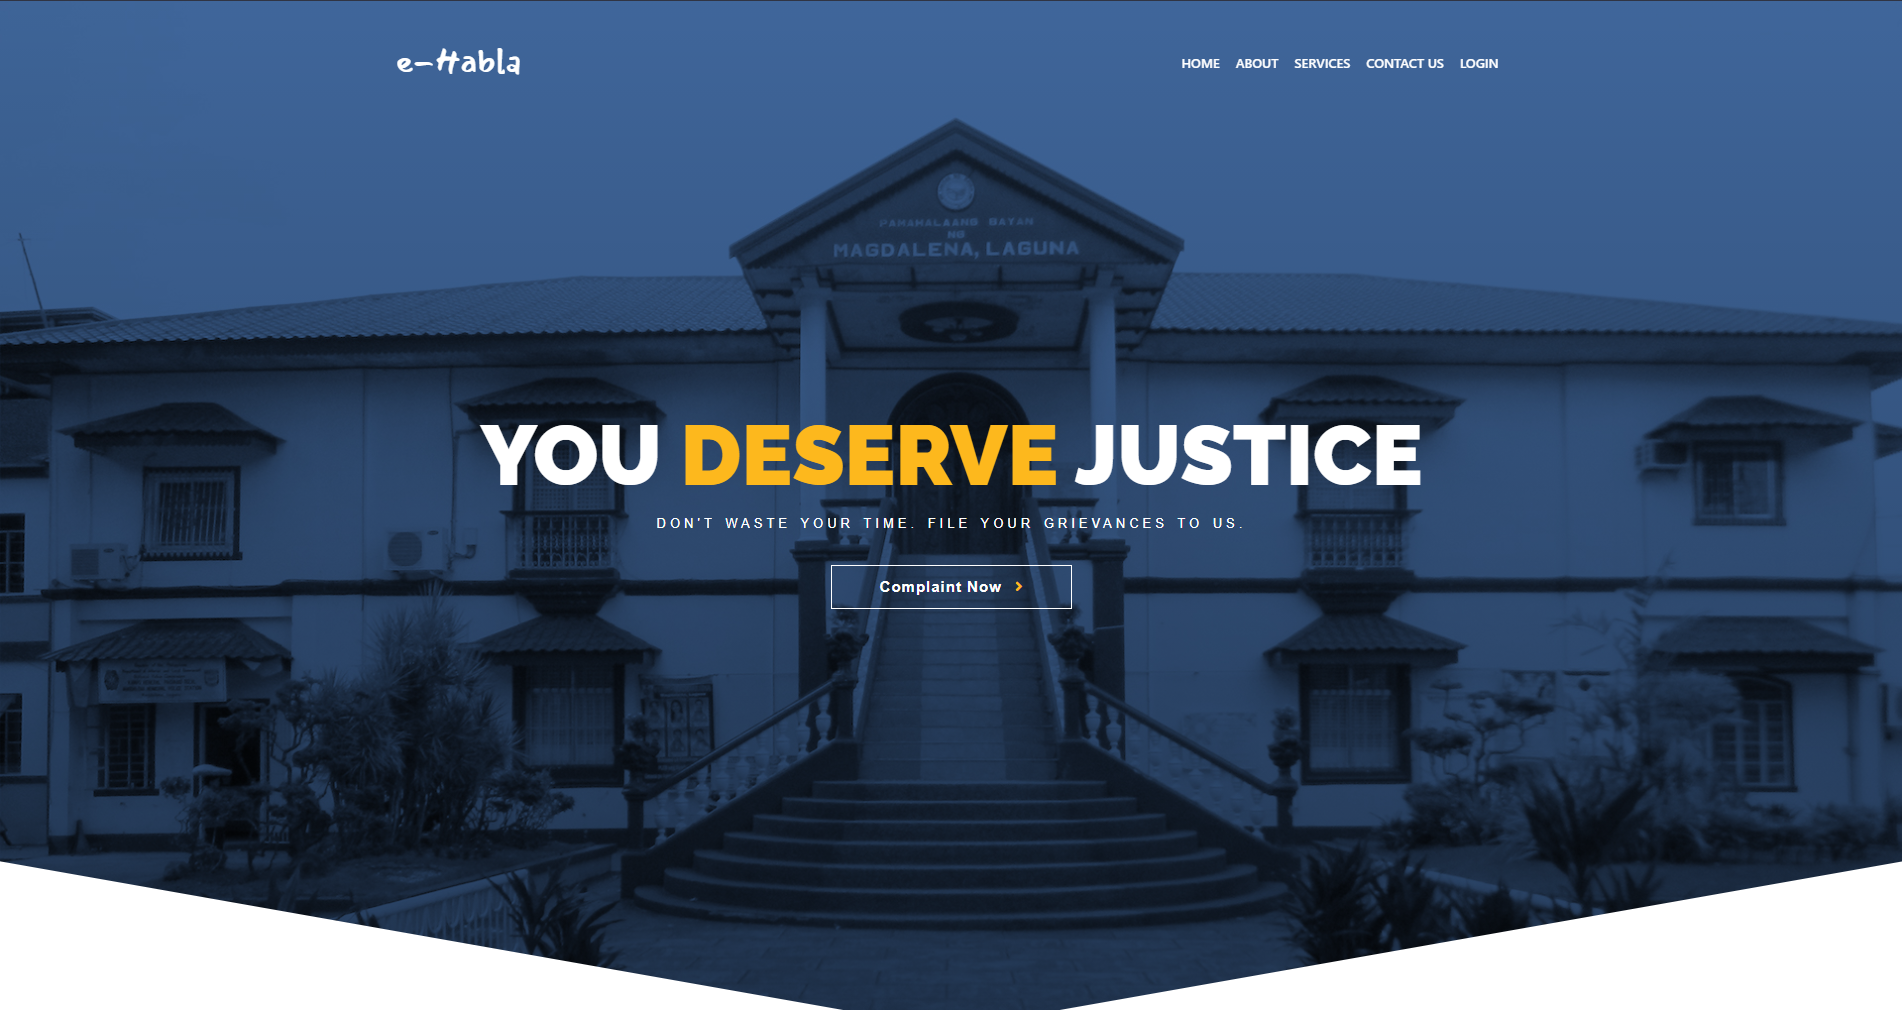 e-Habla
HOME ABOUT SERVICES CONTACT US LOGIN
PAMAHALAANG BAYAN
NG
MAGDALENA, LAGUNA
YOU DESERVE JUSTICE
DON'T WASTE YOUR TIME. FILE YOUR GRIEVANCES TO US.
Complaint Now